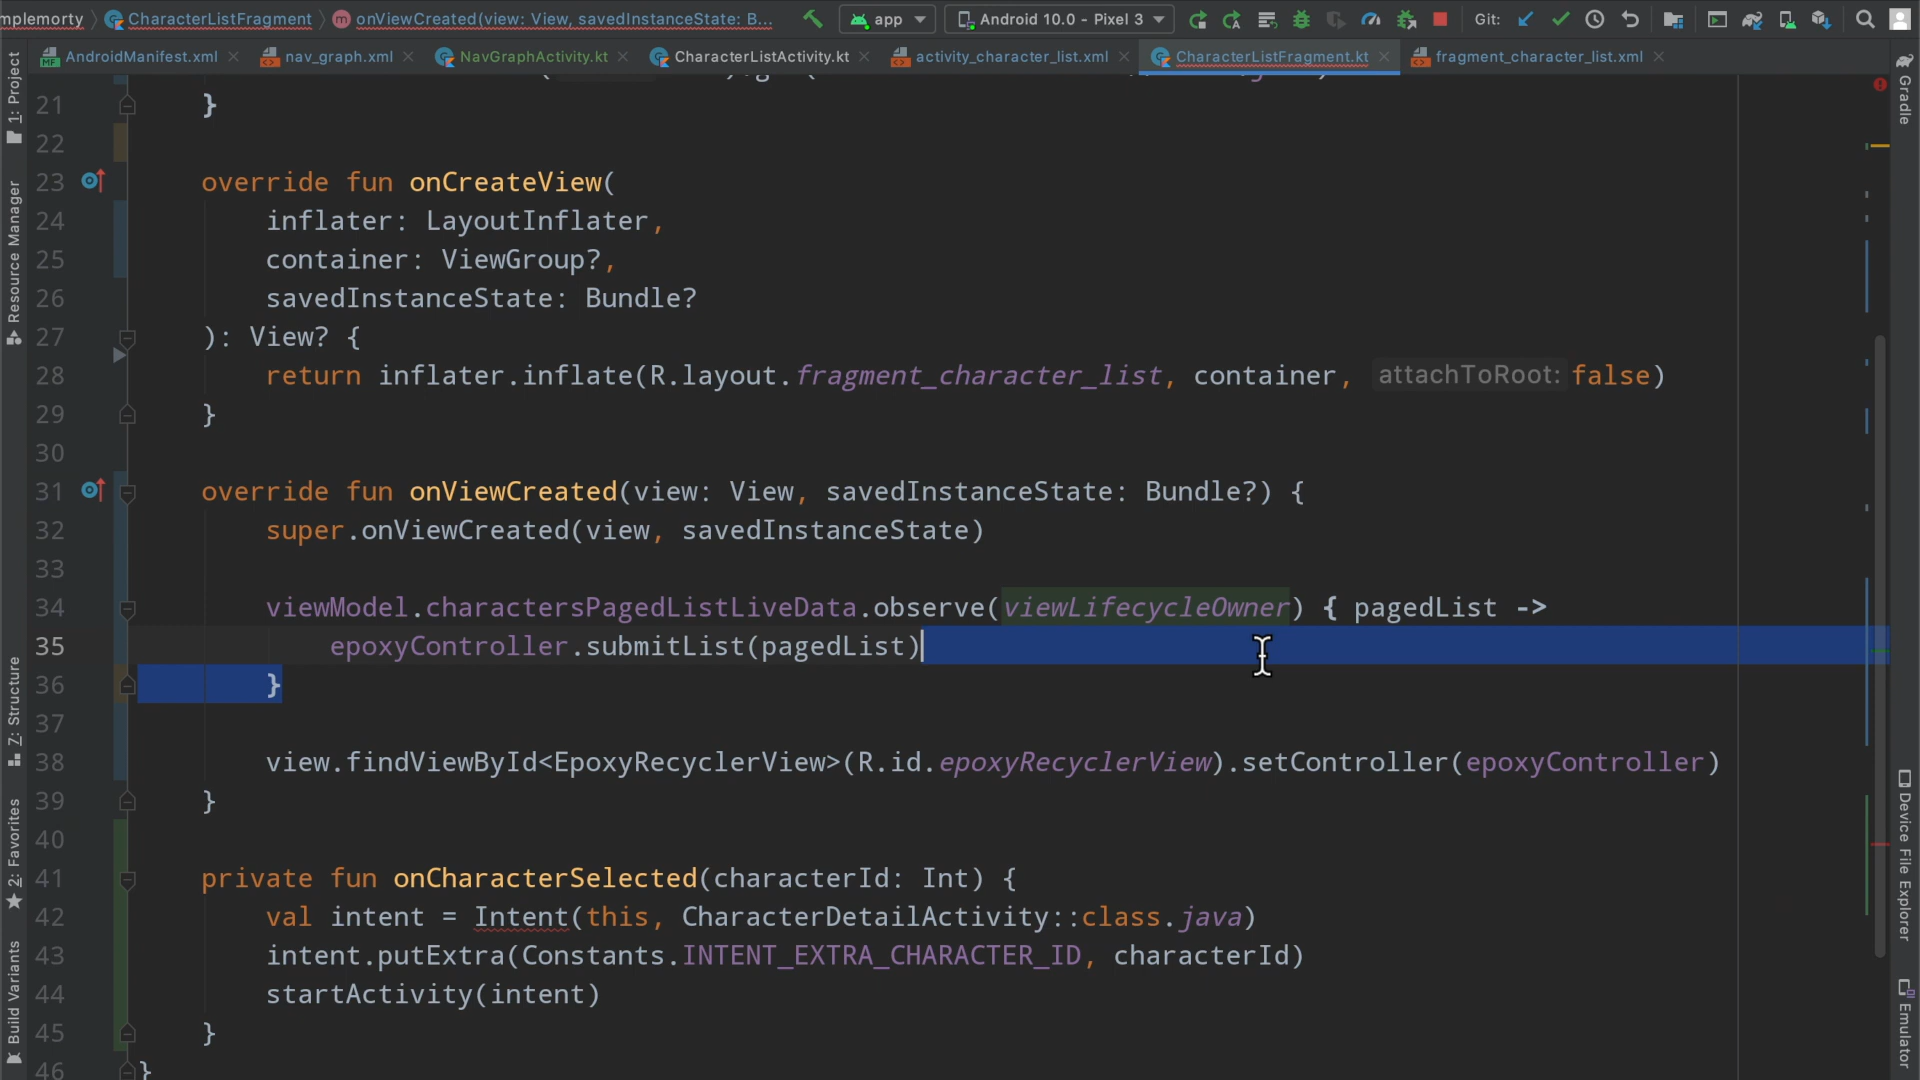 mplemorty CharacterListFragment onViewCreated(view: View, savedInstanceState: B... app Android 10.0 - Pixel 3 Git:
AndroidManifest.xml nav_graph.xml NavGraphActivity.kt CharacterListActivity.kt activity_character_list.xml CharacterListFragment.kt fragment_character_list.xml
1: Project
Resource Manager
Z: Structure
2: Favorites
Build Variants
21 }
22
23 override fun onCreateView(
24 inflater: LayoutInflater,
25 container: ViewGroup?,
26 savedInstanceState: Bundle?
27 ): View? {
28 return inflater.inflate(R.layout.fragment_character_list, container, attachToRoot: false)
29 }
30
31 override fun onViewCreated(view: View, savedInstanceState: Bundle?) {
32 super.onViewCreated(view, savedInstanceState)
33
34 viewModel.charactersPagedListLiveData.observe(viewLifecycleOwner) { pagedList ->
35 epoxyController.submitList(pagedList)
36 }
37
38 view.findViewById<EpoxyRecyclerView>(R.id.epoxyRecyclerView).setController(epoxyController)
39 }
40
41 private fun onCharacterSelected(characterId: Int) {
42 val intent = Intent(this, CharacterDetailActivity::class.java)
43 intent.putExtra(Constants.INTENT_EXTRA_CHARACTER_ID, characterId)
44 startActivity(intent)
45 }
46 }
Gradle
Device File Explorer
Emulator